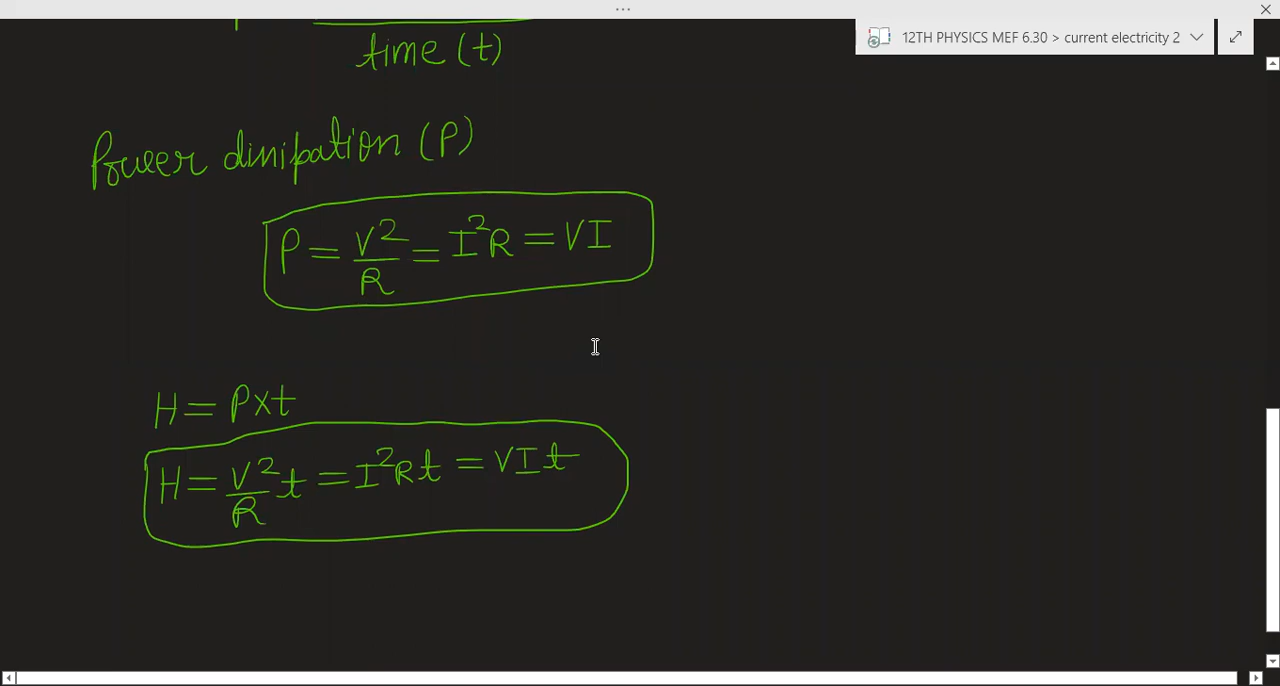 12TH PHYSICS MEF 6.30 > current electricity 2
time (t)
Power dissipation (P)
P = V²/R = I²R = VI
H = P×t
H = V²/R t = I²Rt = VIt